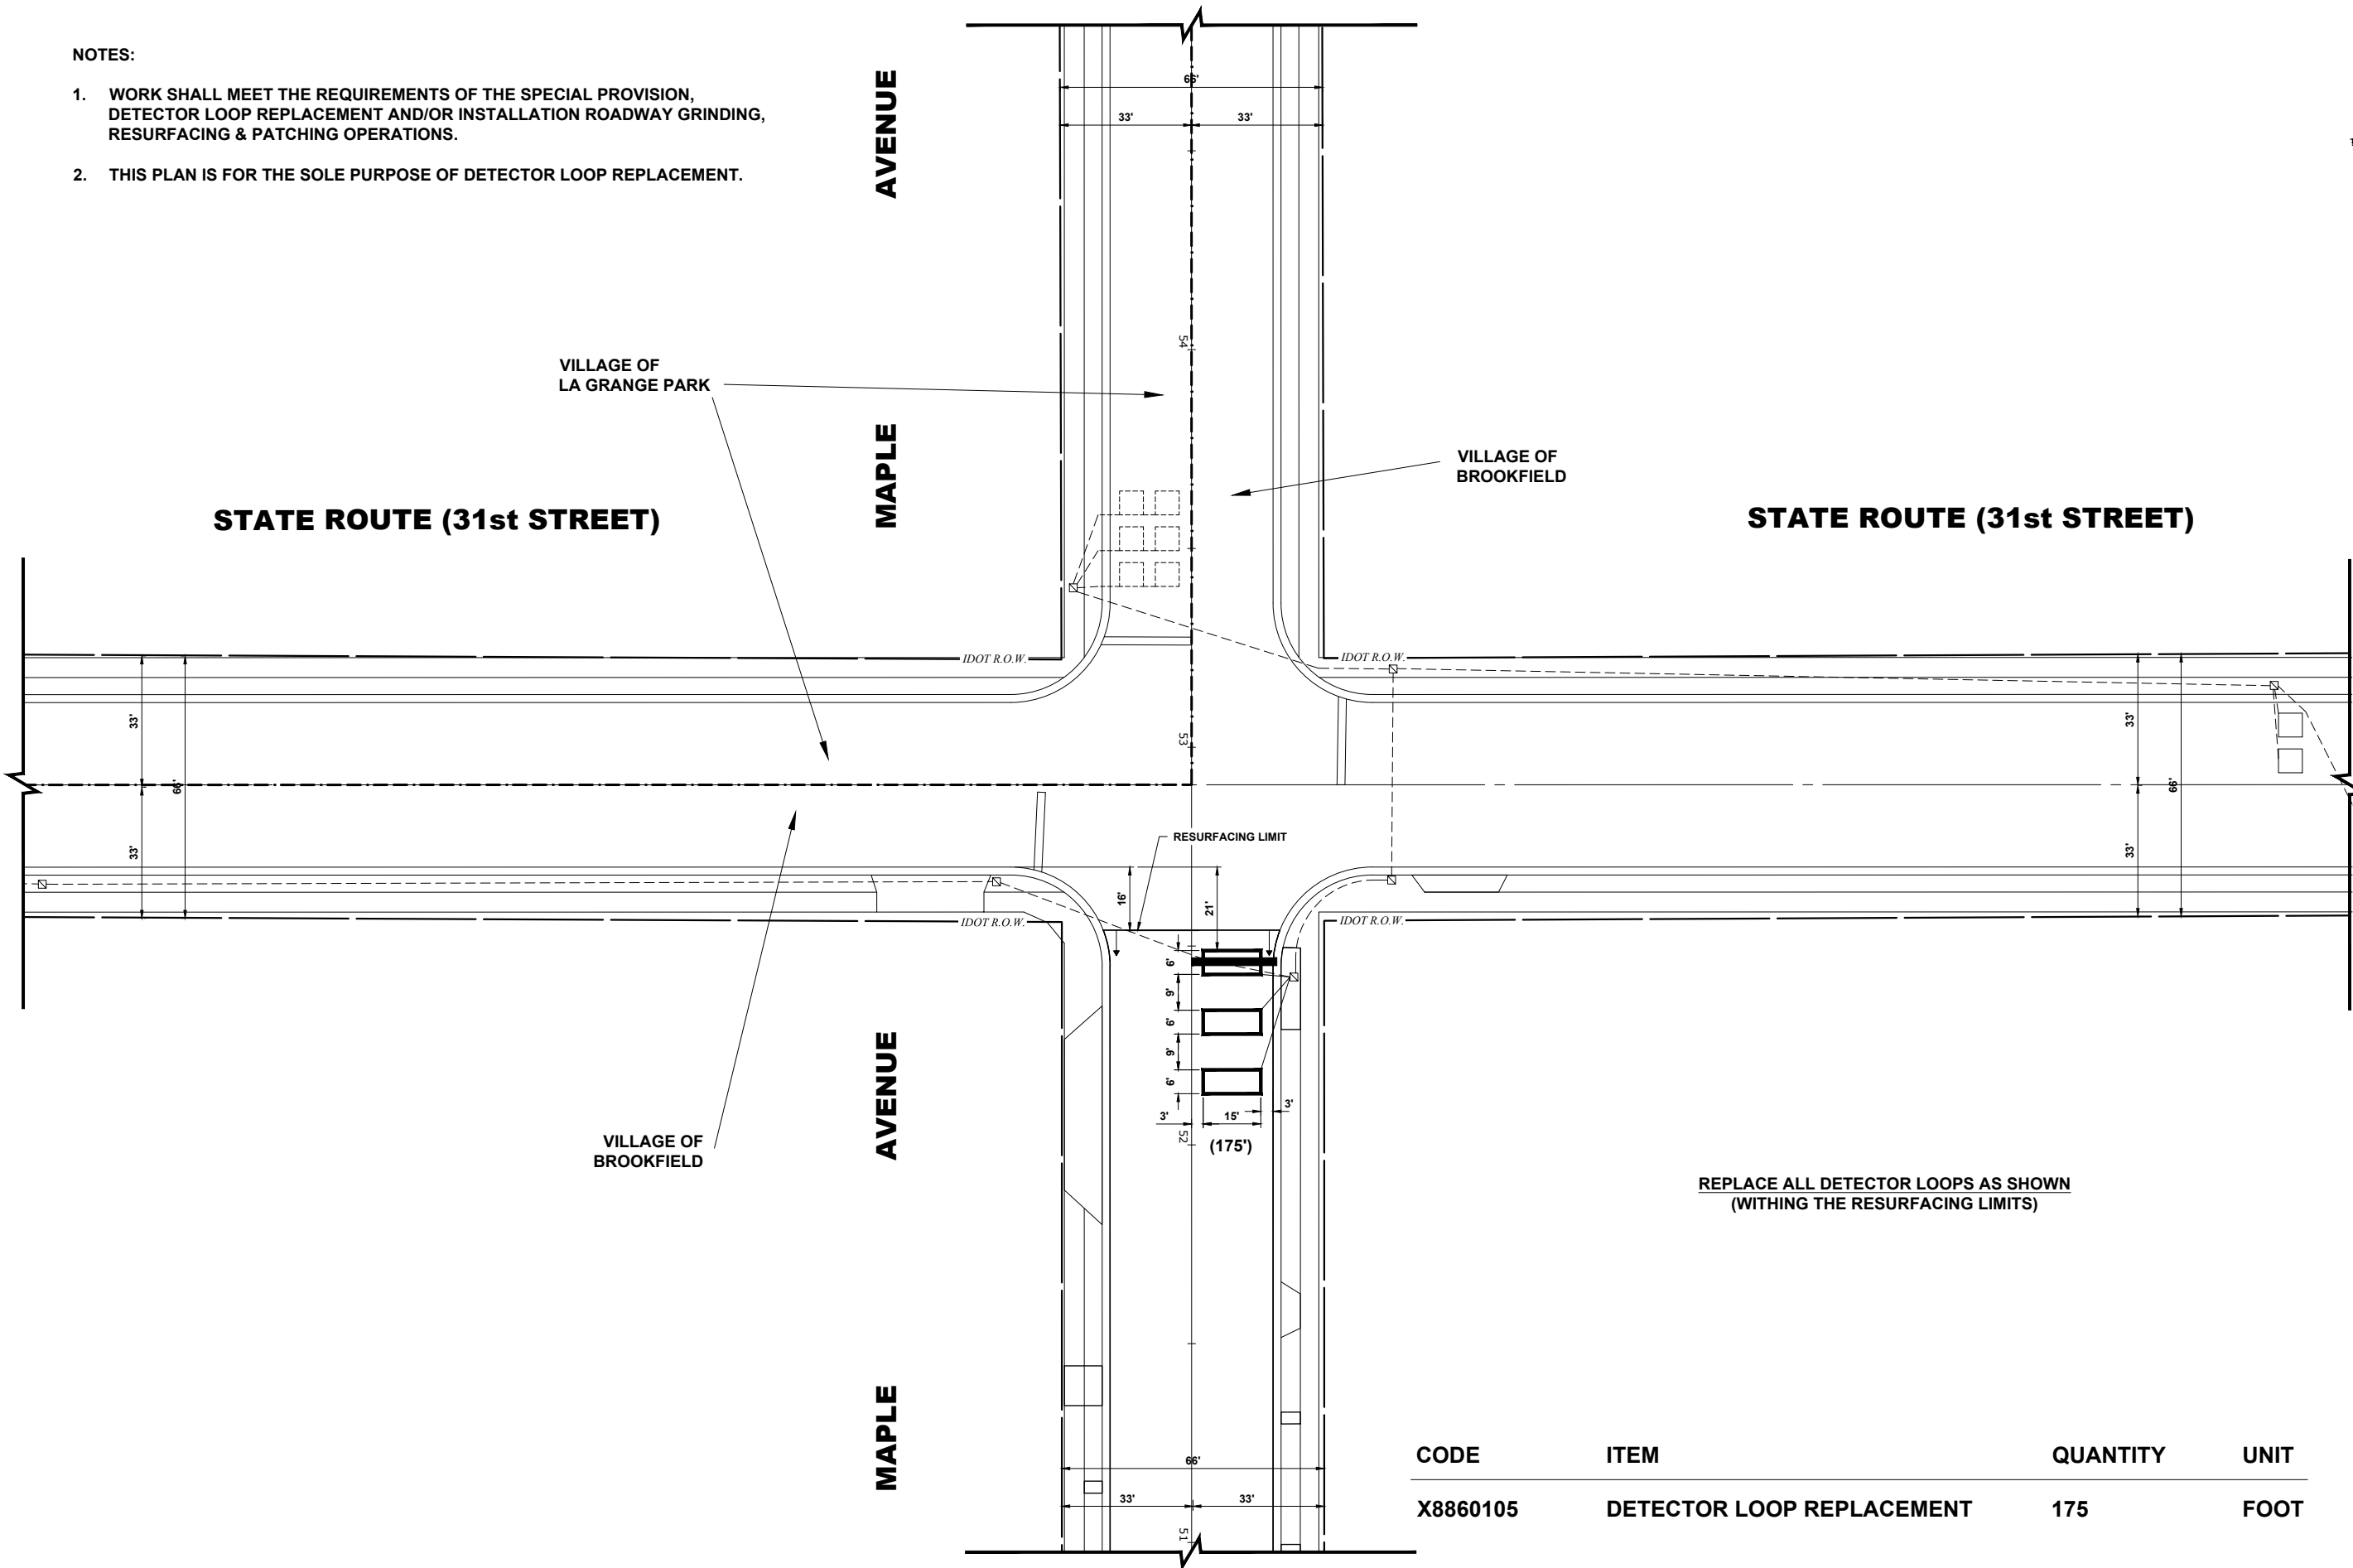 NOTES:
1. WORK SHALL MEET THE REQUIREMENTS OF THE SPECIAL PROVISION,
DETECTOR LOOP REPLACEMENT AND/OR INSTALLATION ROADWAY GRINDING,
RESURFACING & PATCHING OPERATIONS.
2. THIS PLAN IS FOR THE SOLE PURPOSE OF DETECTOR LOOP REPLACEMENT.
MAPLE AVENUE
66'
33' 33'
54
VILLAGE OF
LA GRANGE PARK
VILLAGE OF
BROOKFIELD
STATE ROUTE (31st STREET)
STATE ROUTE (31st STREET)
IDOT R.O.W.
IDOT R.O.W.
33'
66'
33'
53
33'
66'
33'
RESURFACING LIMIT
16'
21'
IDOT R.O.W.
IDOT R.O.W.
6'
9'
6'
9'
6'
3' 15' 3'
52
(175')
MAPLE AVENUE
VILLAGE OF
BROOKFIELD
REPLACE ALL DETECTOR LOOPS AS SHOWN
(WITHING THE RESURFACING LIMITS)
66'
33' 33'
51
CODE ITEM QUANTITY UNIT
X8860105 DETECTOR LOOP REPLACEMENT 175 FOOT